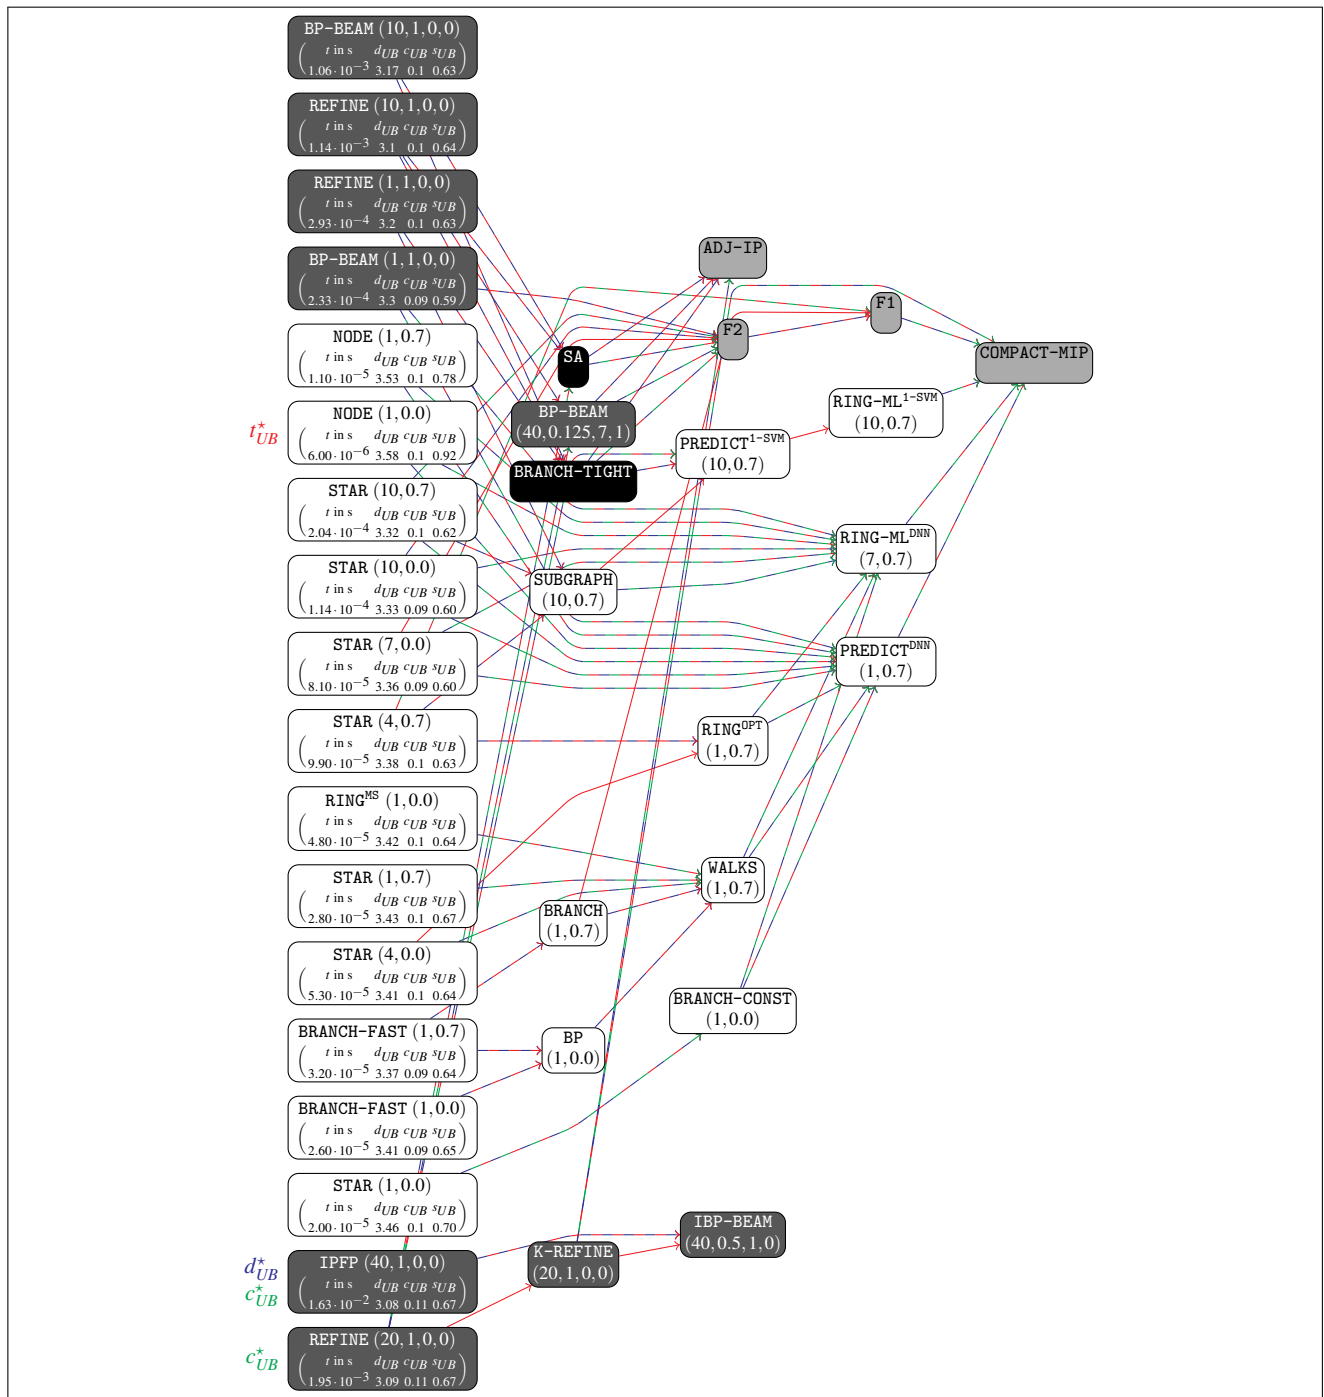 BP-BEAM (10,1,0,0)
t in s d_UB c_UB s_UB
1.06·10⁻³ 3.17 0.1 0.63
REFINE (10,1,0,0)
t in s d_UB c_UB s_UB
1.14·10⁻³ 3.1 0.1 0.64
REFINE (1,1,0,0)
t in s d_UB c_UB s_UB
2.93·10⁻⁴ 3.2 0.1 0.63
BP-BEAM (1,1,0,0)
t in s d_UB c_UB s_UB
2.33·10⁻⁴ 3.3 0.09 0.59
NODE (1,0.7)
t in s d_UB c_UB s_UB
1.10·10⁻⁵ 3.53 0.1 0.78
t*_UB
NODE (1,0.0)
t in s d_UB c_UB s_UB
6.00·10⁻⁶ 3.58 0.1 0.92
STAR (10,0.7)
t in s d_UB c_UB s_UB
2.04·10⁻⁴ 3.32 0.1 0.62
STAR (10,0.0)
t in s d_UB c_UB s_UB
1.14·10⁻⁴ 3.33 0.09 0.60
STAR (7,0.0)
t in s d_UB c_UB s_UB
8.10·10⁻⁵ 3.36 0.09 0.60
STAR (4,0.7)
t in s d_UB c_UB s_UB
9.90·10⁻⁵ 3.38 0.1 0.63
RING^MS (1,0.0)
t in s d_UB c_UB s_UB
4.80·10⁻⁵ 3.42 0.1 0.64
STAR (1,0.7)
t in s d_UB c_UB s_UB
2.80·10⁻⁵ 3.43 0.1 0.67
STAR (4,0.0)
t in s d_UB c_UB s_UB
5.30·10⁻⁵ 3.41 0.1 0.64
BRANCH-FAST (1,0.7)
t in s d_UB c_UB s_UB
3.20·10⁻⁵ 3.37 0.09 0.64
BRANCH-FAST (1,0.0)
t in s d_UB c_UB s_UB
2.60·10⁻⁵ 3.41 0.09 0.65
STAR (1,0.0)
t in s d_UB c_UB s_UB
2.00·10⁻⁵ 3.46 0.1 0.70
d*_UB
c*_UB
IPFP (40,1,0,0)
t in s d_UB c_UB s_UB
1.63·10⁻² 3.08 0.11 0.67
c*_UB
REFINE (20,1,0,0)
t in s d_UB c_UB s_UB
1.95·10⁻³ 3.09 0.11 0.67
SA
BP-BEAM
(40,0.125,7,1)
BRANCH-TIGHT
SUBGRAPH
(10,0.7)
BRANCH
(1,0.7)
BP
(1,0.0)
K-REFINE
(20,1,0,0)
ADJ-IP
F2
PREDICT^1-SVM
(10,0.7)
RING^OPT
(1,0.7)
WALKS
(1,0.7)
BRANCH-CONST
(1,0.0)
IBP-BEAM
(40,0.5,1,0)
F1
RING-ML^1-SVM
(10,0.7)
RING-ML^DNN
(7,0.7)
PREDICT^DNN
(1,0.7)
COMPACT-MIP